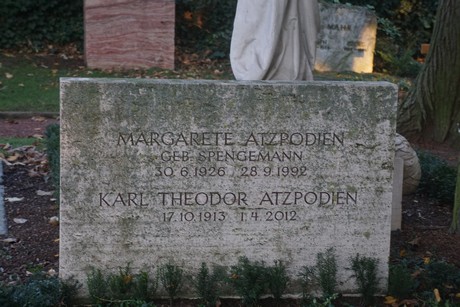 MARGARETE ATZPODIEN
GEB SPENGEMANN
30·6·1926 28·9·1992
KARL THEODOR ATZPODIEN
17·10·1913 1·4·2012